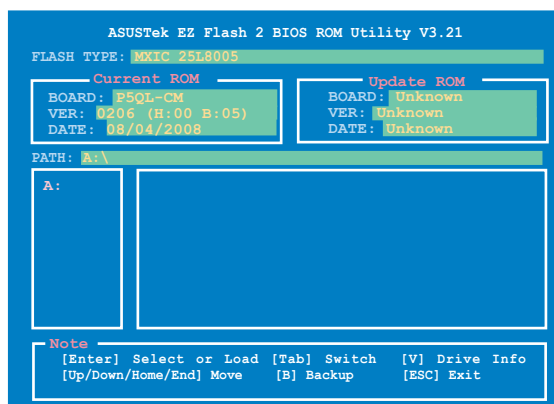 ASUSTek EZ Flash 2 BIOS ROM Utility V3.21
FLASH TYPE: MXIC 25L8005
Current ROM
BOARD: P5QL-CM
VER: 0206 (H:00 B:05)
DATE: 08/04/2008
Update ROM
BOARD: Unknown
VER: Unknown
DATE: Unknown
PATH: A:\
A:
Note
[Enter] Select or Load [Tab] Switch [V] Drive Info
[Up/Down/Home/End] Move [B] Backup [ESC] Exit